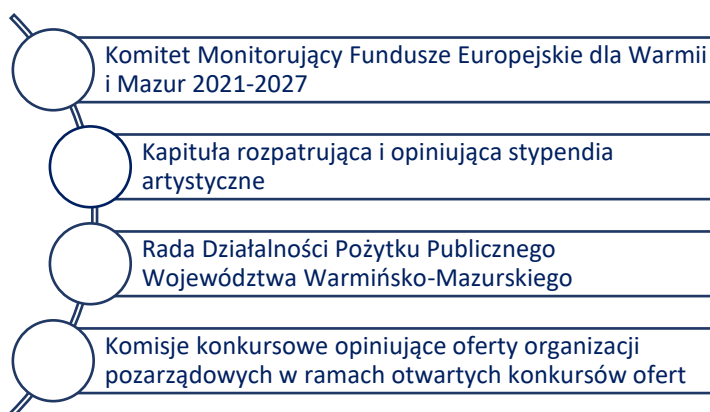 Komitet Monitorujący Fundusze Europejskie dla Warmii
i Mazur 2021-2027
Kapituła rozpatrująca i opiniująca stypendia
artystyczne
Rada Działalności Pożytku Publicznego
Województwa Warmińsko-Mazurskiego
Komisje konkursowe opiniujące oferty organizacji
pozarządowych w ramach otwartych konkursów ofert